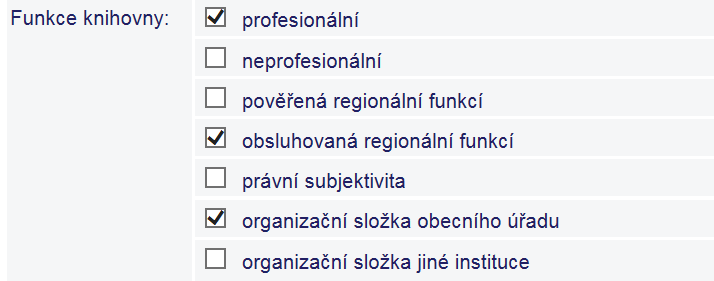 Funkce knihovny:
profesionální
neprofesionální
pověřená regionální funkcí
obsluhovaná regionální funkcí
právní subjektivita
organizační složka obecního úřadu
organizační složka jiné instituce